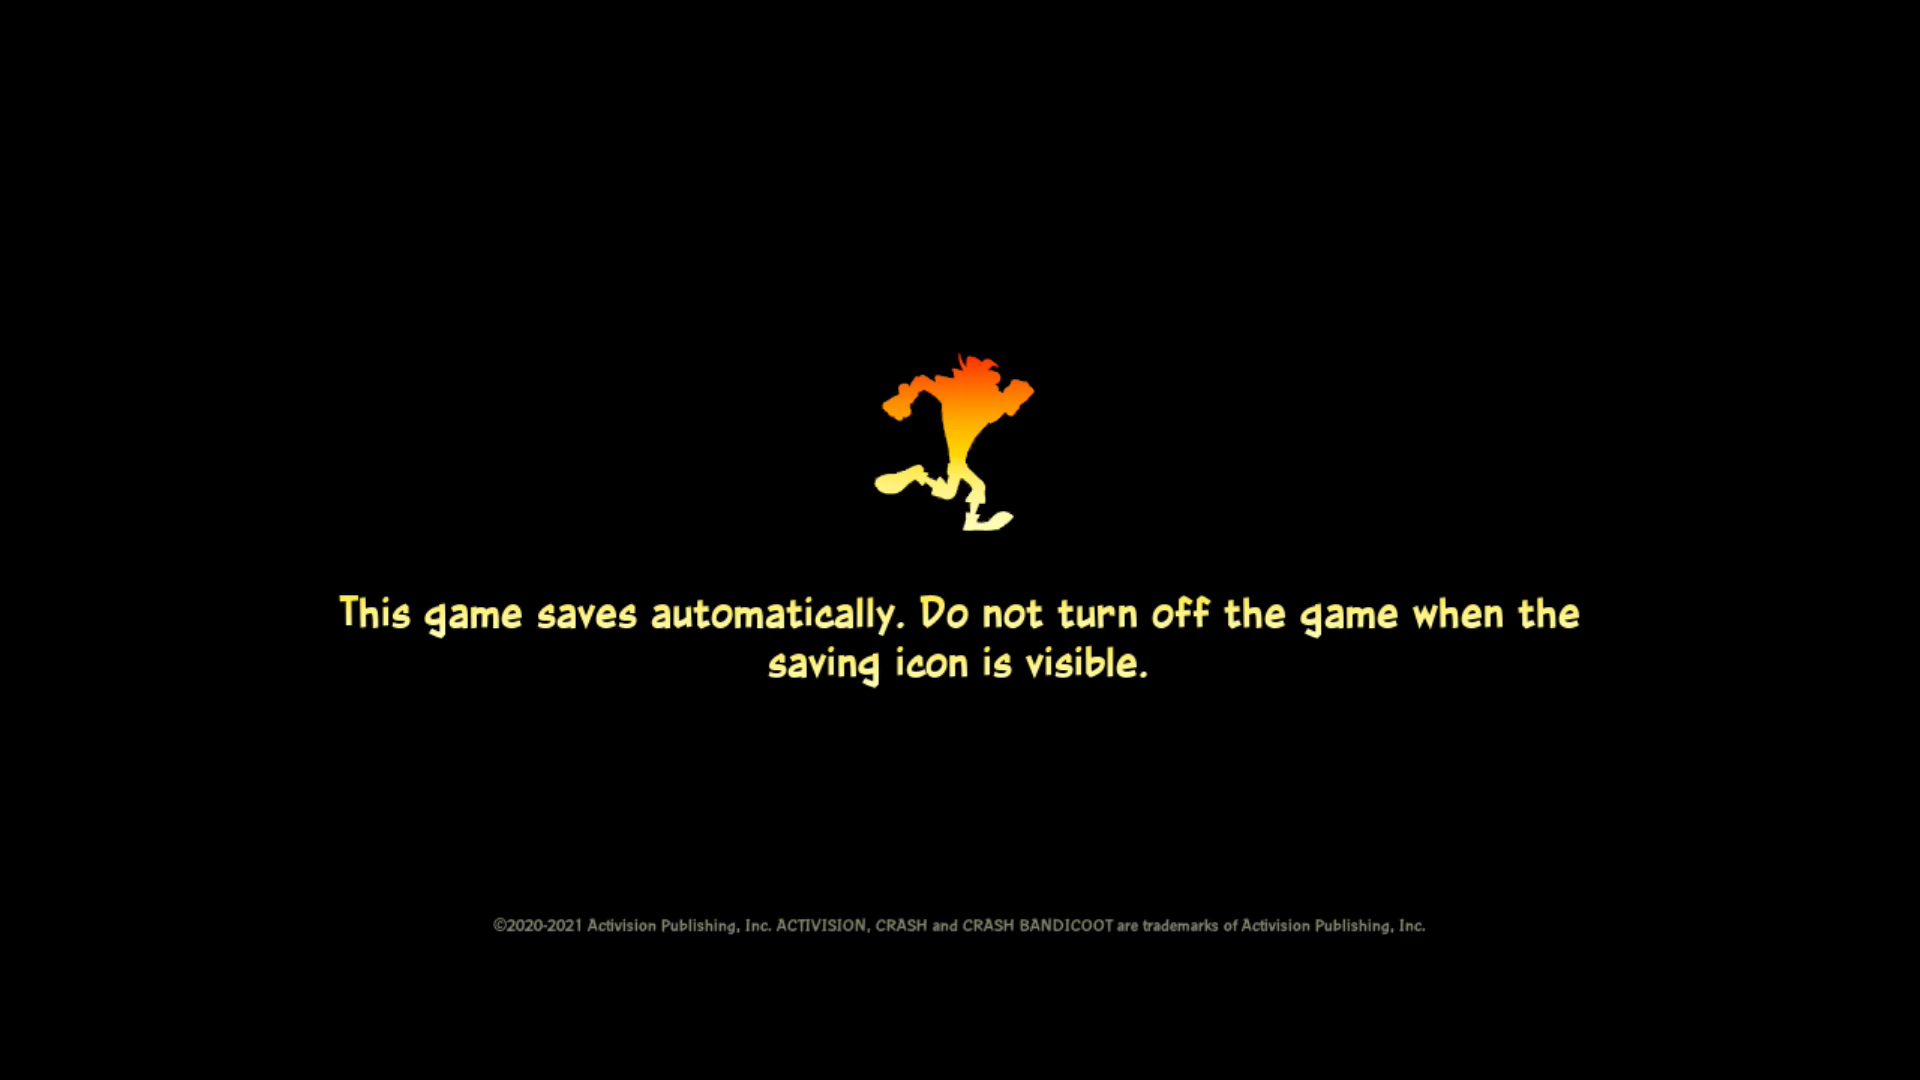 This game saves automatically. Do not turn off the game when the
saving icon is visible.
©2020-2021 Activision Publishing, Inc. ACTIVISION, CRASH and CRASH BANDICOOT are trademarks of Activision Publishing, Inc.